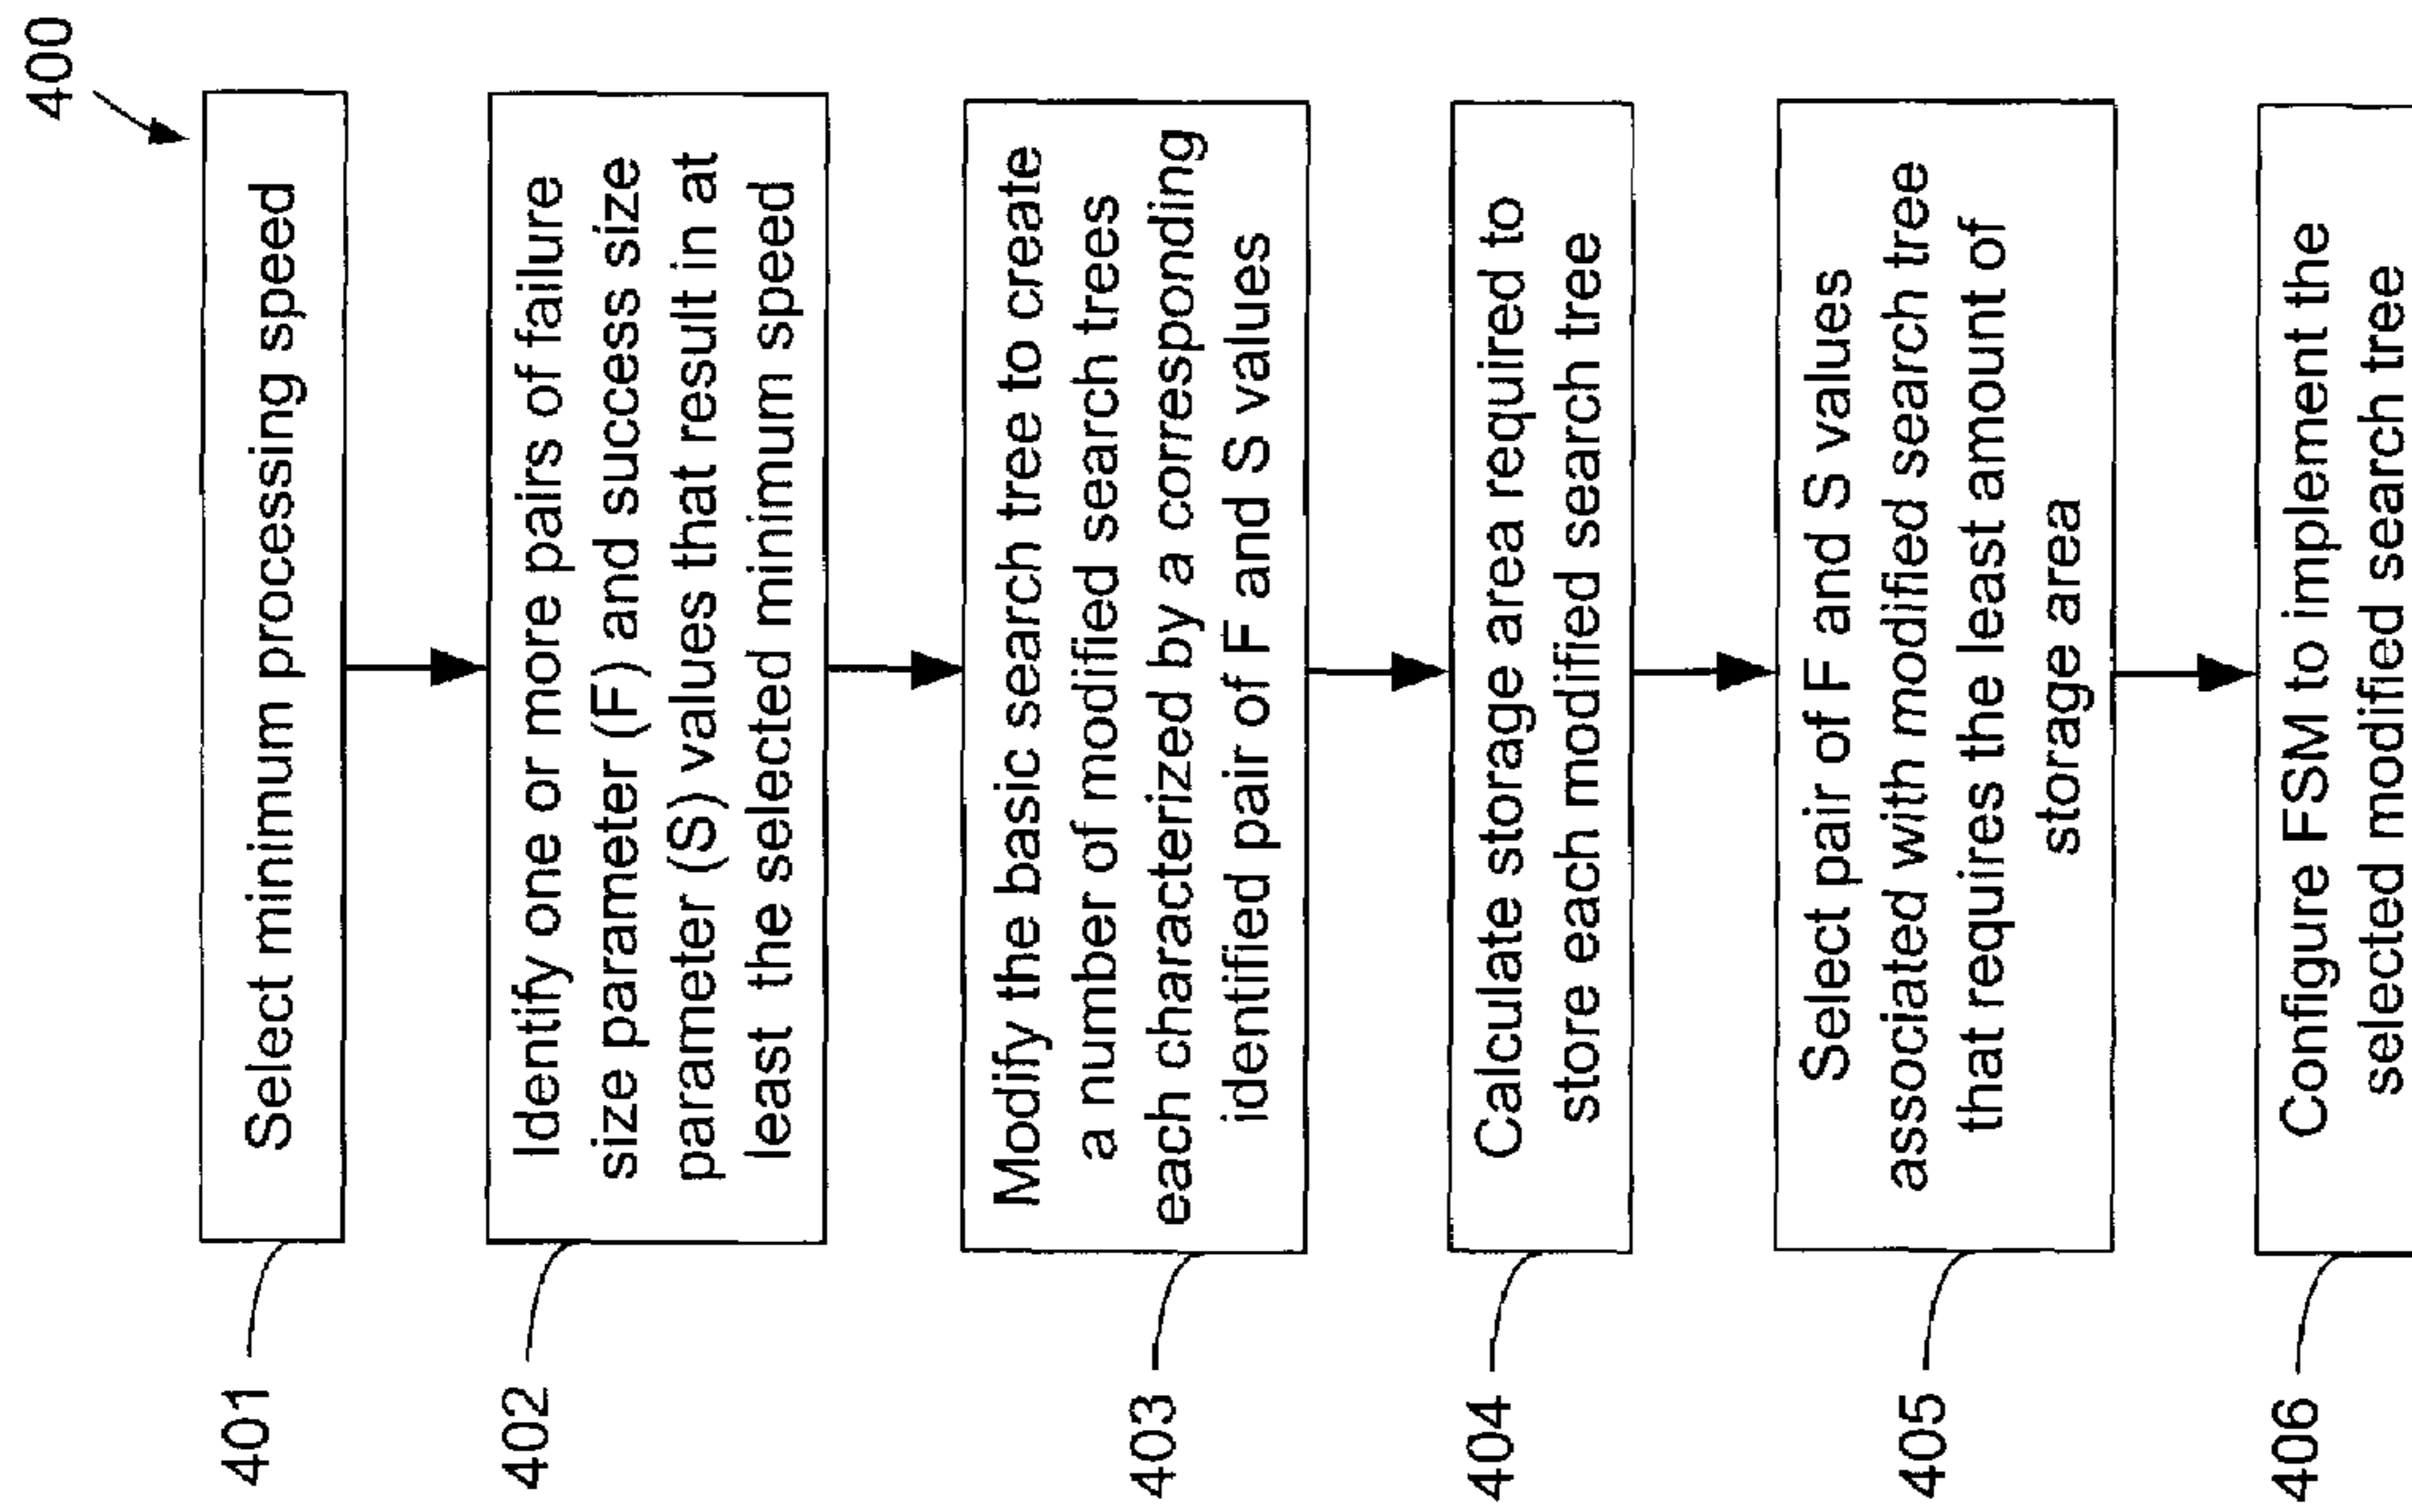 400
401
Select minimum processing speed
402
Identify one or more pairs of failure
size parameter (F) and success size
parameter (S) values that result in at
least the selected minimum speed
403
Modify the basic search tree to create
a number of modified search trees
each characterized by a corresponding
identified pair of F and S values
404
Calculate storage area required to
store each modified search tree
405
Select pair of F and S values
associated with modified search tree
that requires the least amount of
storage area
406
Configure FSM to implement the
selected modified search tree